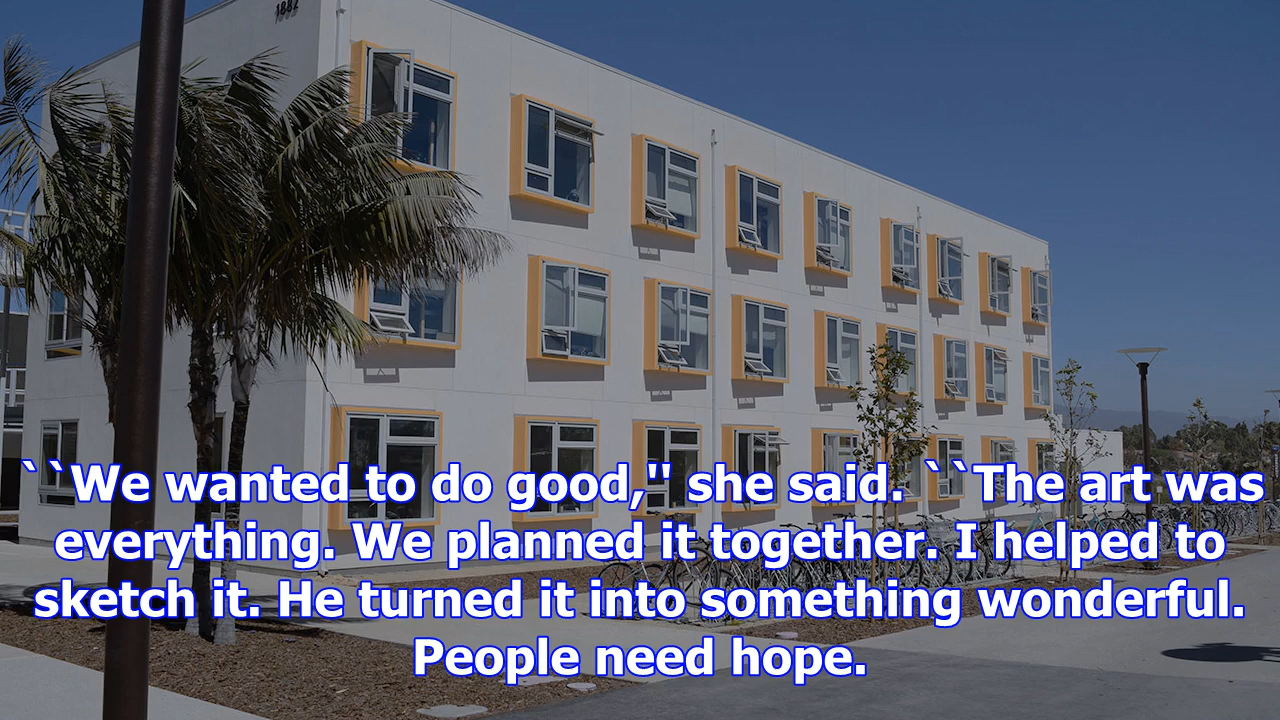 1882
``We wanted to do good,'' she said. ``The art was
everything. We planned it together. I helped to
sketch it. He turned it into something wonderful.
People need hope.